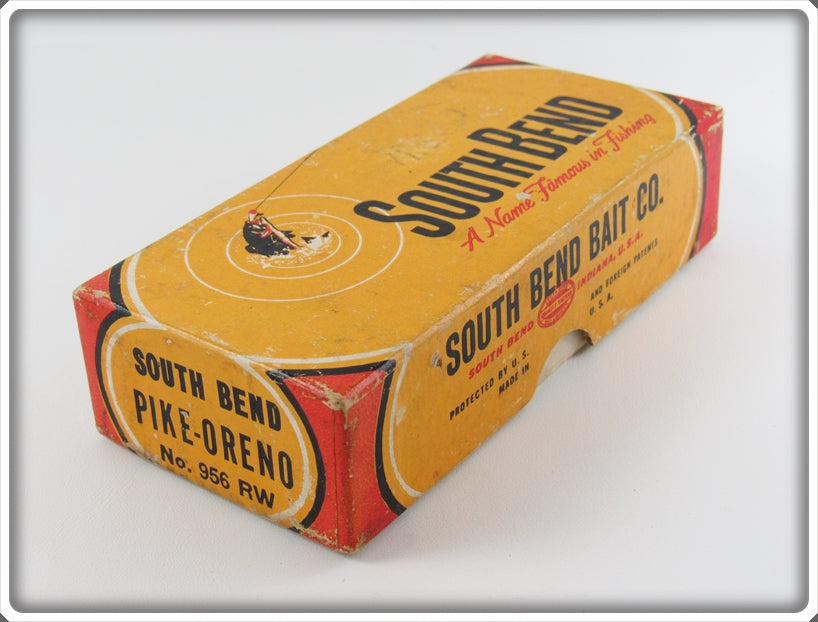 SOUTH BEND
A Name Famous in Fishing
SOUTH BEND BAIT CO.
SOUTH BEND INDIANA, U.S.A.
PROTECTED BY U. S. AND FOREIGN PATENTS
MADE IN U. S. A.
SOUTH BEND
PIKE-ORENO
No. 956 RW